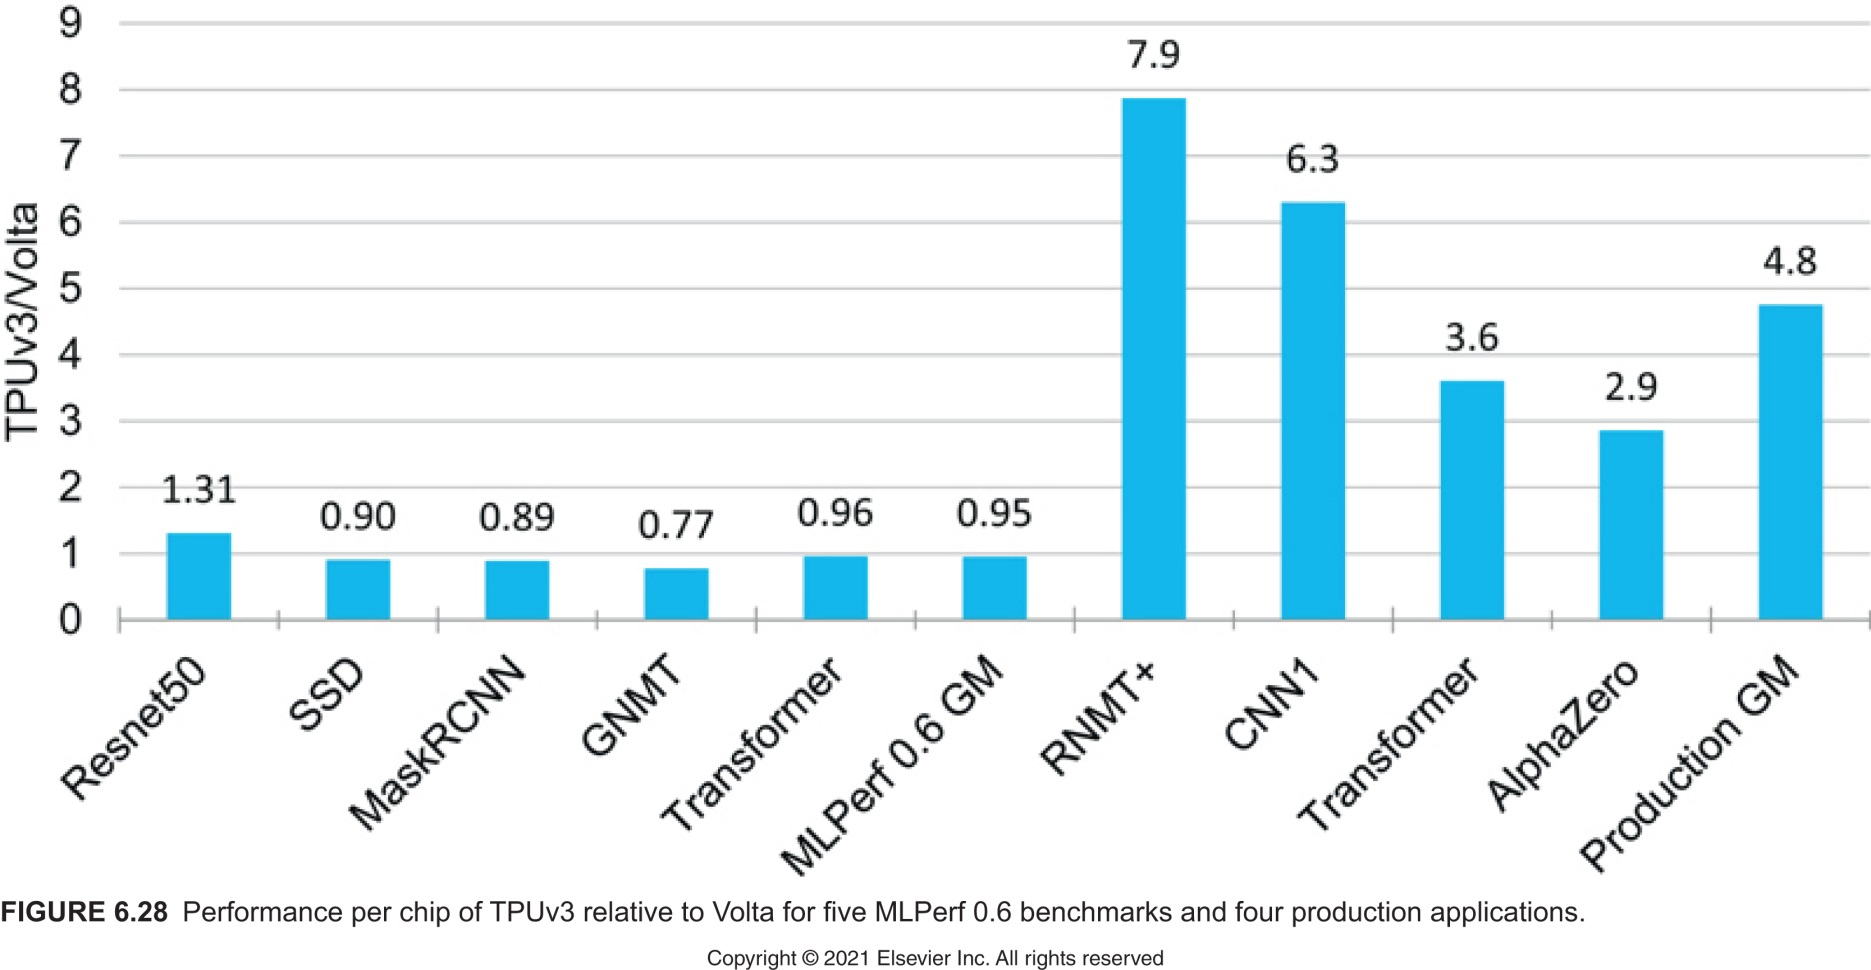 9
8
7
6
5
4
3
2
1
0
TPUv3/Volta
1.31
0.90
0.89
0.77
0.96
0.95
7.9
6.3
3.6
2.9
4.8
Resnet50
SSD
MaskRCNN
GNMT
Transformer
MLPerf 0.6 GM
RNMT+
CNN1
Transformer
AlphaZero
Production GM
FIGURE 6.28 Performance per chip of TPUv3 relative to Volta for five MLPerf 0.6 benchmarks and four production applications.
Copyright © 2021 Elsevier Inc. All rights reserved